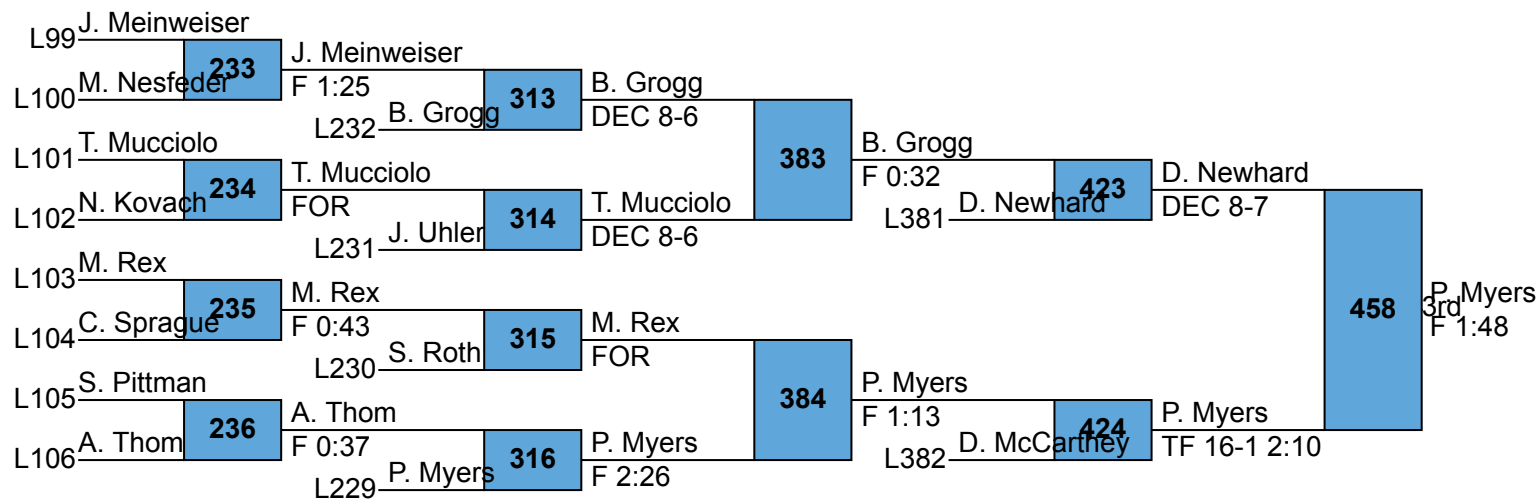 L99 J. Meinweiser
233
L100 M. Nesfeder
J. Meinweiser
F 1:25
313
L232 B. Grogg
B. Grogg
DEC 8-6
L101 T. Mucciolo
234
L102 N. Kovach
T. Mucciolo
FOR
314
L231 J. Uhler
T. Mucciolo
DEC 8-6
383
B. Grogg
F 0:32
423
L381 D. Newhard
D. Newhard
DEC 8-7
L103 M. Rex
235
L104 C. Sprague
M. Rex
F 0:43
315
L230 S. Roth
M. Rex
FOR
L105 S. Pittman
236
L106 A. Thom
A. Thom
F 0:37
316
L229 P. Myers
P. Myers
F 2:26
384
P. Myers
F 1:13
424
L382 D. McCarthey
P. Myers
TF 16-1 2:10
458
3rd
P. Myers
F 1:48